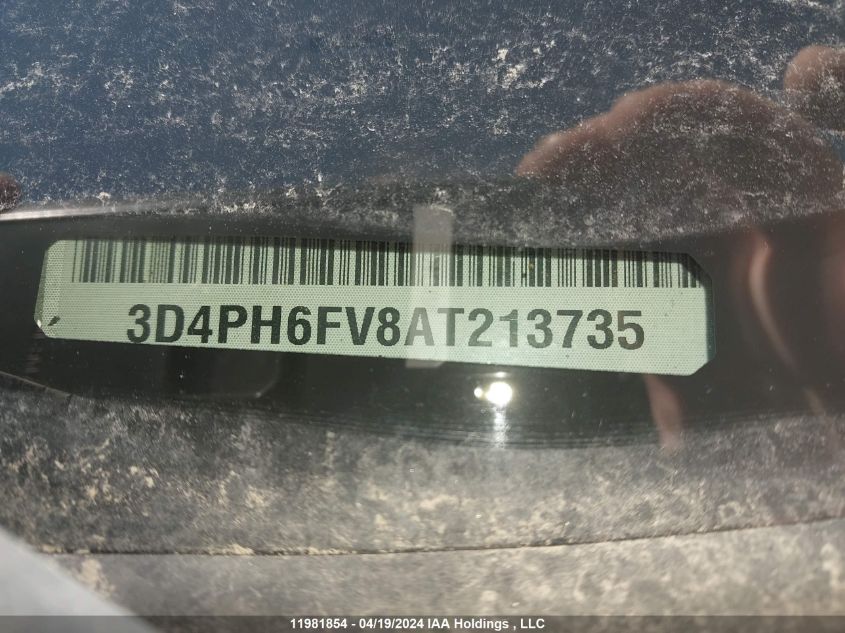 3D4PH6FV8AT213735
11981854 - 04/19/2024 IAA Holdings , LLC